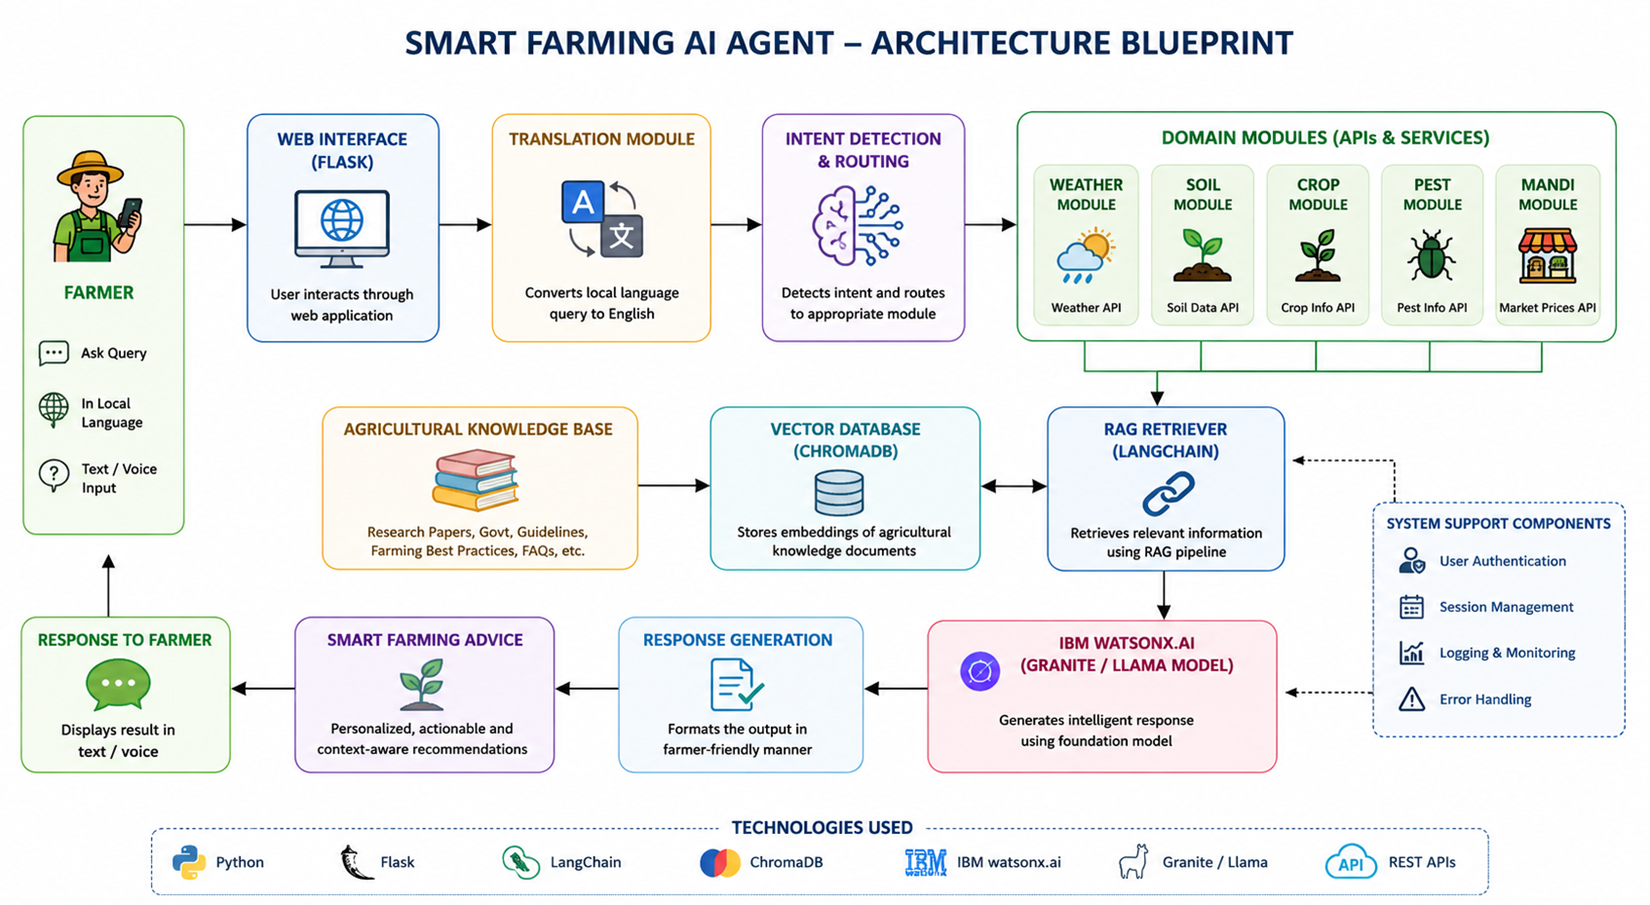 SMART FARMING AI AGENT – ARCHITECTURE BLUEPRINT
FARMER
Ask Query
In Local
Language
Text / Voice
Input
WEB INTERFACE
(FLASK)
User interacts through
web application
TRANSLATION MODULE
A
文
Converts local language
query to English
INTENT DETECTION
& ROUTING
Detects intent and routes
to appropriate module
DOMAIN MODULES (APIs & SERVICES)
WEATHER
MODULE
Weather API
SOIL
MODULE
Soil Data API
CROP
MODULE
Crop Info API
PEST
MODULE
Pest Info API
MANDI
MODULE
Market Prices API
AGRICULTURAL KNOWLEDGE BASE
Research Papers, Govt, Guidelines,
Farming Best Practices, FAQs, etc.
VECTOR DATABASE
(CHROMADB)
Stores embeddings of agricultural
knowledge documents
RAG RETRIEVER
(LANGCHAIN)
Retrieves relevant information
using RAG pipeline
SYSTEM SUPPORT COMPONENTS
User Authentication
Session Management
Logging & Monitoring
Error Handling
RESPONSE TO FARMER
Displays result in
text / voice
SMART FARMING ADVICE
Personalized, actionable and
context-aware recommendations
RESPONSE GENERATION
Formats the output in
farmer-friendly manner
IBM WATSONX.AI
(GRANITE / LLAMA MODEL)
Generates intelligent response
using foundation model
TECHNOLOGIES USED
Python
Flask
LangChain
ChromaDB
IBM
IBM watsonx.ai
Granite / Llama
API
REST APIs